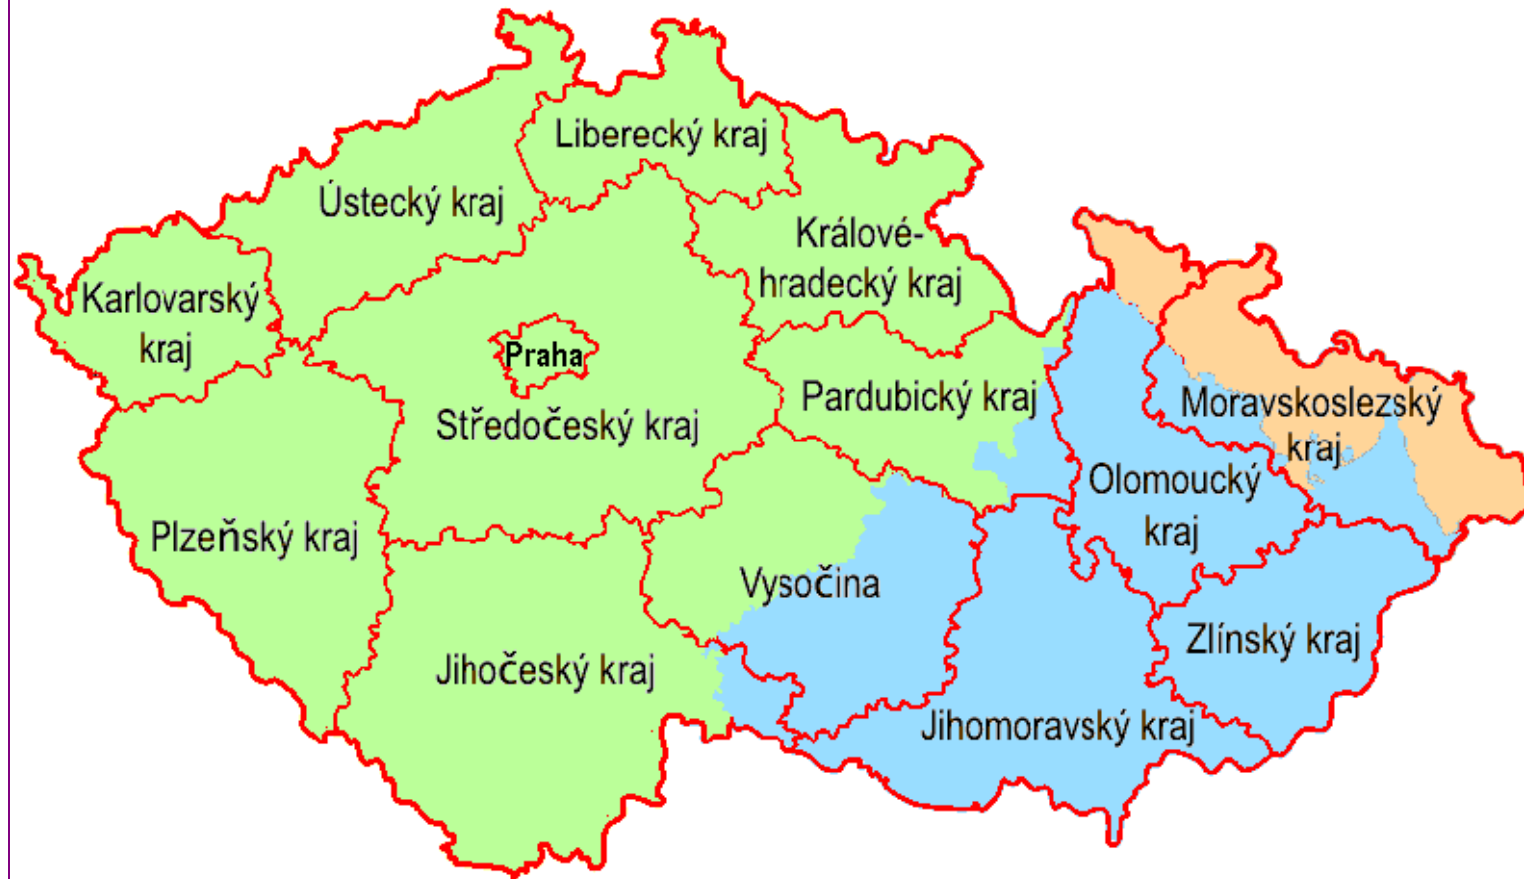 Liberecký kraj
Ústecký kraj
Králové-
hradecký kraj
Karlovarský
kraj
Praha
Pardubický kraj
Středočeský kraj
Moravskoslezský
kraj
Olomoucký
kraj
Plzeňský kraj
Vysočina
Zlínský kraj
Jihočeský kraj
Jihomoravský kraj